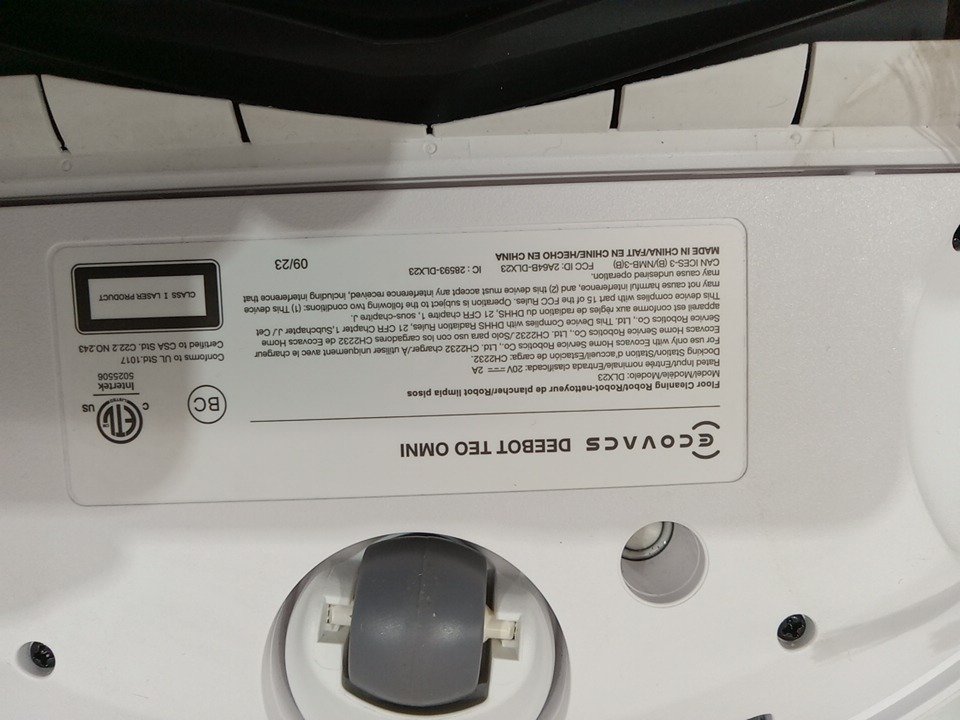 ECOVACS DEEBOT TEO OMNI
Floor Cleaning Robot/Robot-nettoyeur de plancher/Robot limpia pisos
Model/Modèle/Modelo: DLX23
Rated Input/Entrée nominale/Entrada clasificada: 20V⎓ 2A
Docking Station/Station d'accueil/Estación de carga: CH2232.
For use only with Ecovacs Home Service Robotics Co., Ltd. CH2232 charger/À utiliser uniquement avec le chargeur
Ecovacs Home Service Robotics Co., Ltd. CH2232./Solo para uso con los cargadores CH2232 de Ecovacs Home
Service Robotics Co., Ltd. This Device Complies with DHHS Radiation Rules, 21 CFR Chapter 1, Subchapter J / Cet
appareil est conforme aux règles de radiation du DHHS, 21 CFR chapitre 1, sous-chapitre J.
This device complies with part 15 of the FCC Rules. Operation is subject to the following two conditions: (1) This device
may not cause harmful interference, and (2) this device must accept any interference received, including interference that
may cause undesired operation.
CAN ICES-3 (B)/NMB-3(B) FCC ID: 2A64B-DLX23 IC : 28593-DLX23
MADE IN CHINA/FAIT EN CHINE/HECHO EN CHINA
09/23
BC
ETL
LISTED
C
US
Intertek
5025506
Conforms to UL Std.1017
Certified to CSA Std. C22.2 NO.243
CLASS I LASER PRODUCT